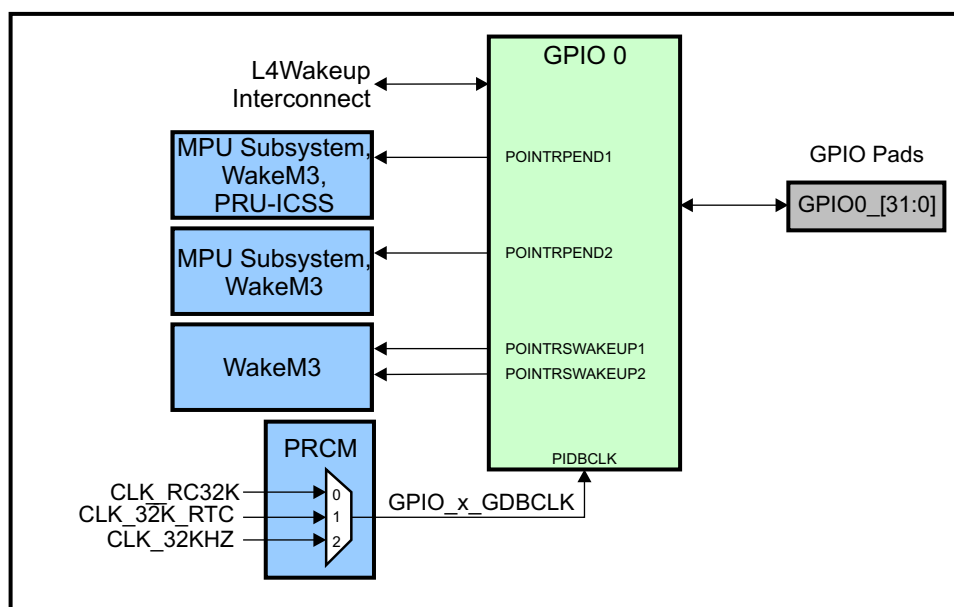 GPIO 0
L4Wakeup
Interconnect
MPU Subsystem,
WakeM3,
PRU-ICSS
POINTRPEND1
GPIO Pads
GPIO0_[31:0]
MPU Subsystem,
WakeM3
POINTRPEND2
WakeM3
POINTRSWAKEUP1
POINTRSWAKEUP2
PRCM
PIDBCLK
CLK_RC32K
0
CLK_32K_RTC
1
CLK_32KHZ
2
GPIO_x_GDBCLK